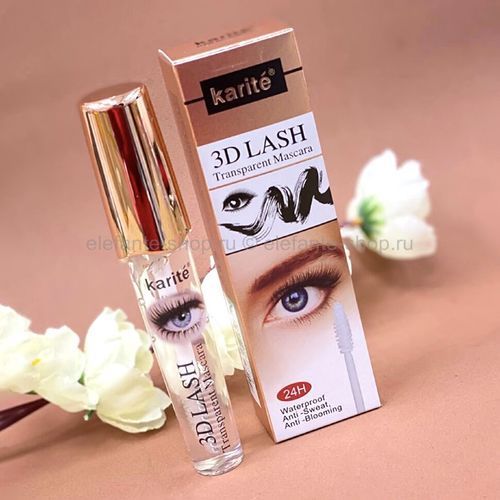 karité®
karité®
3D LASH
Transparent Mascara
elefante-shop.ru © elefante-shop.ru
24H
Waterproof
Anti -Sweat,
Anti -Blooming
karité®
3D LASH
Transparent Mascara